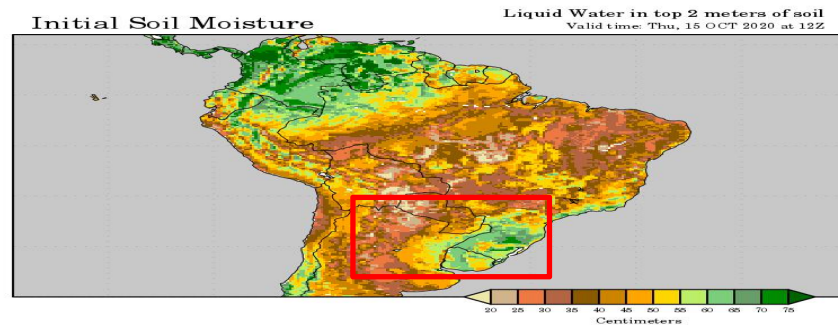 Initial Soil Moisture
Liquid Water in top 2 meters of soil
Valid time: Thu, 15 OCT 2020 at 12Z
20 25 30 35 40 45 50 55 60 65 70 75
Centimeters